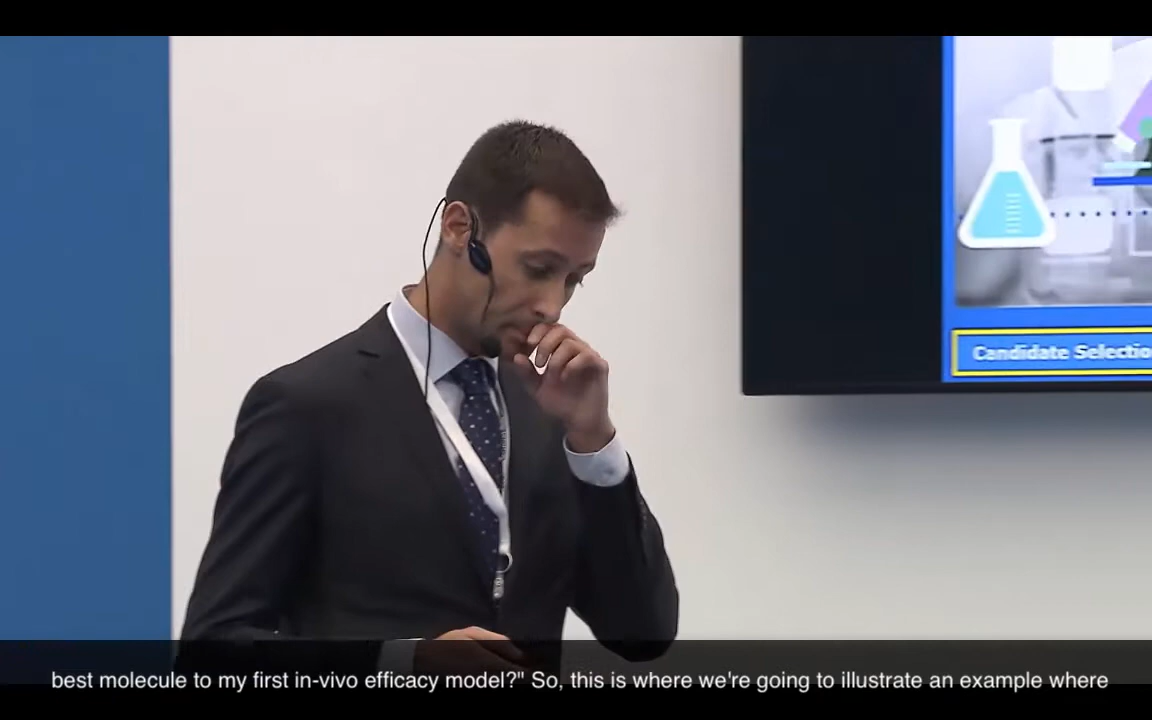 Candidate Selectio
best molecule to my first in-vivo efficacy model?" So, this is where we're going to illustrate an example where